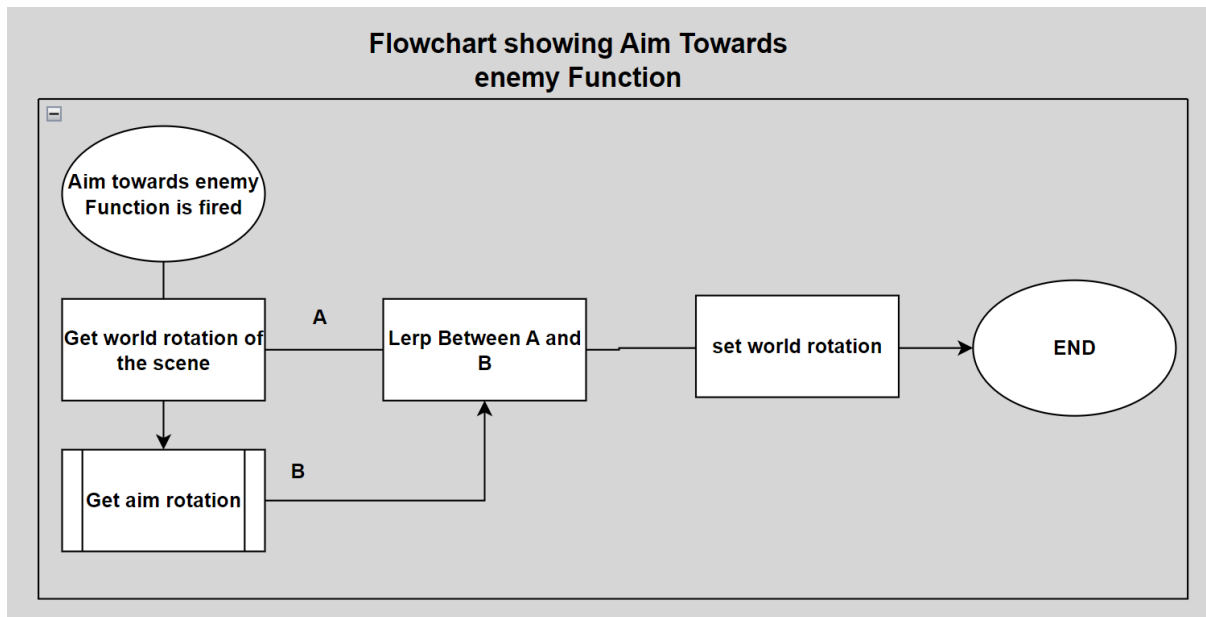 Flowchart showing Aim Towards
enemy Function
Aim towards enemy
Function is fired
Get world rotation of
the scene
A
Lerp Between A and
B
set world rotation
END
Get aim rotation
B